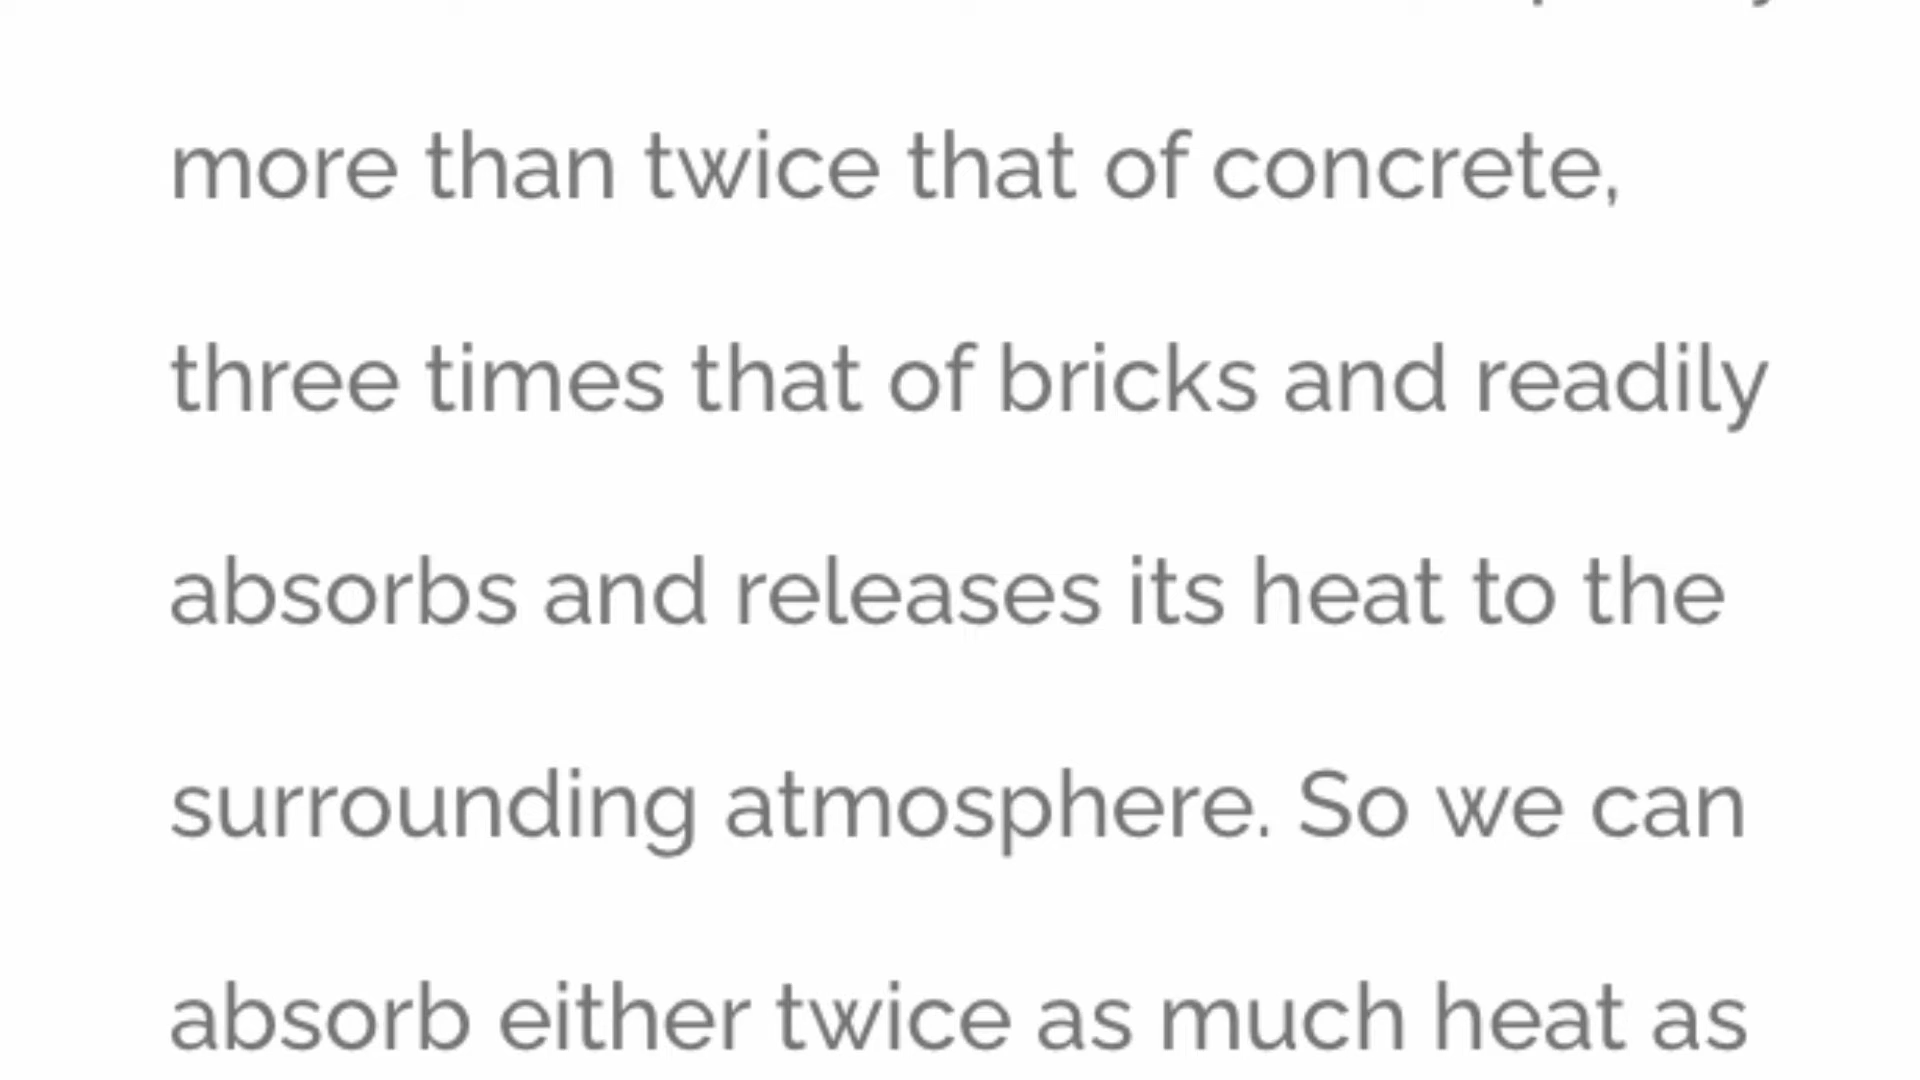 more than twice that of concrete,
three times that of bricks and readily
absorbs and releases its heat to the
surrounding atmosphere. So we can
absorb either twice as much heat as